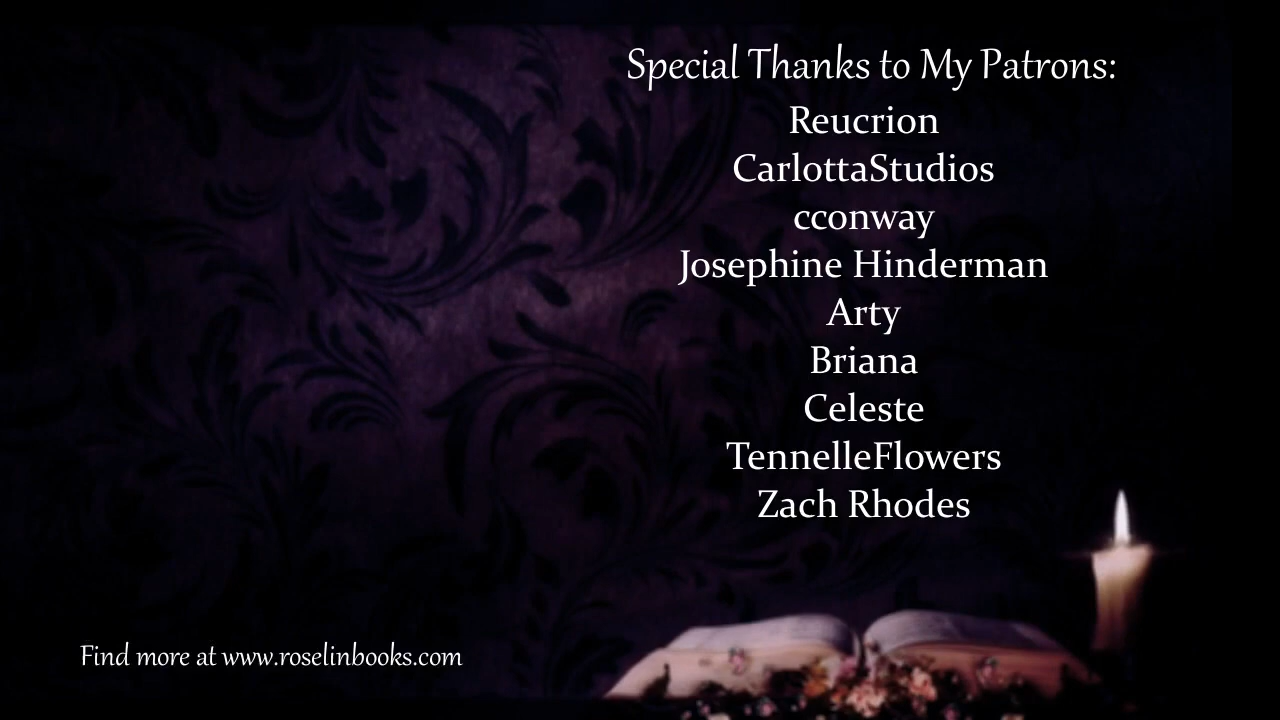 Special Thanks to My Patrons:
Reucrion
CarlottaStudios
cconway
Josephine Hinderman
Arty
Briana
Celeste
TennelleFlowers
Zach Rhodes
Find more at www.roselinbooks.com